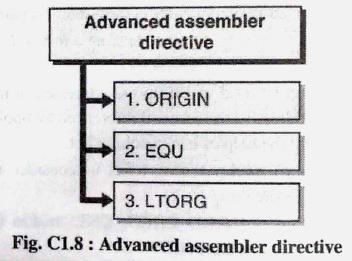 Advanced assembler
directive
1. ORIGIN
2. EQU
3. LTORG
Fig. C1.8 : Advanced assembler directive